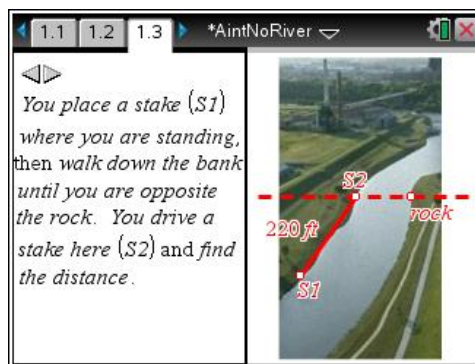 1.1 1.2 1.3 *AintNoRiver
You place a stake (S1)
where you are standing,
then walk down the bank
until you are opposite
the rock. You drive a
stake here (S2) and find
the distance.
S2
rock
220 ft
S1